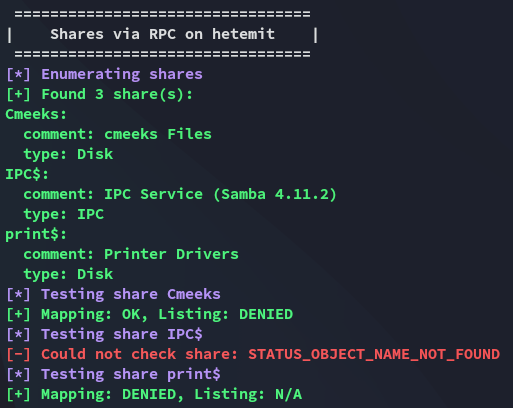 =================================
|    Shares via RPC on hetemit    |
=================================
[*] Enumerating shares
[+] Found 3 share(s):
Cmeeks:
  comment: cmeeks Files
  type: Disk
IPC$:
  comment: IPC Service (Samba 4.11.2)
  type: IPC
print$:
  comment: Printer Drivers
  type: Disk
[*] Testing share Cmeeks
[+] Mapping: OK, Listing: DENIED
[*] Testing share IPC$
[-] Could not check share: STATUS_OBJECT_NAME_NOT_FOUND
[*] Testing share print$
[+] Mapping: DENIED, Listing: N/A